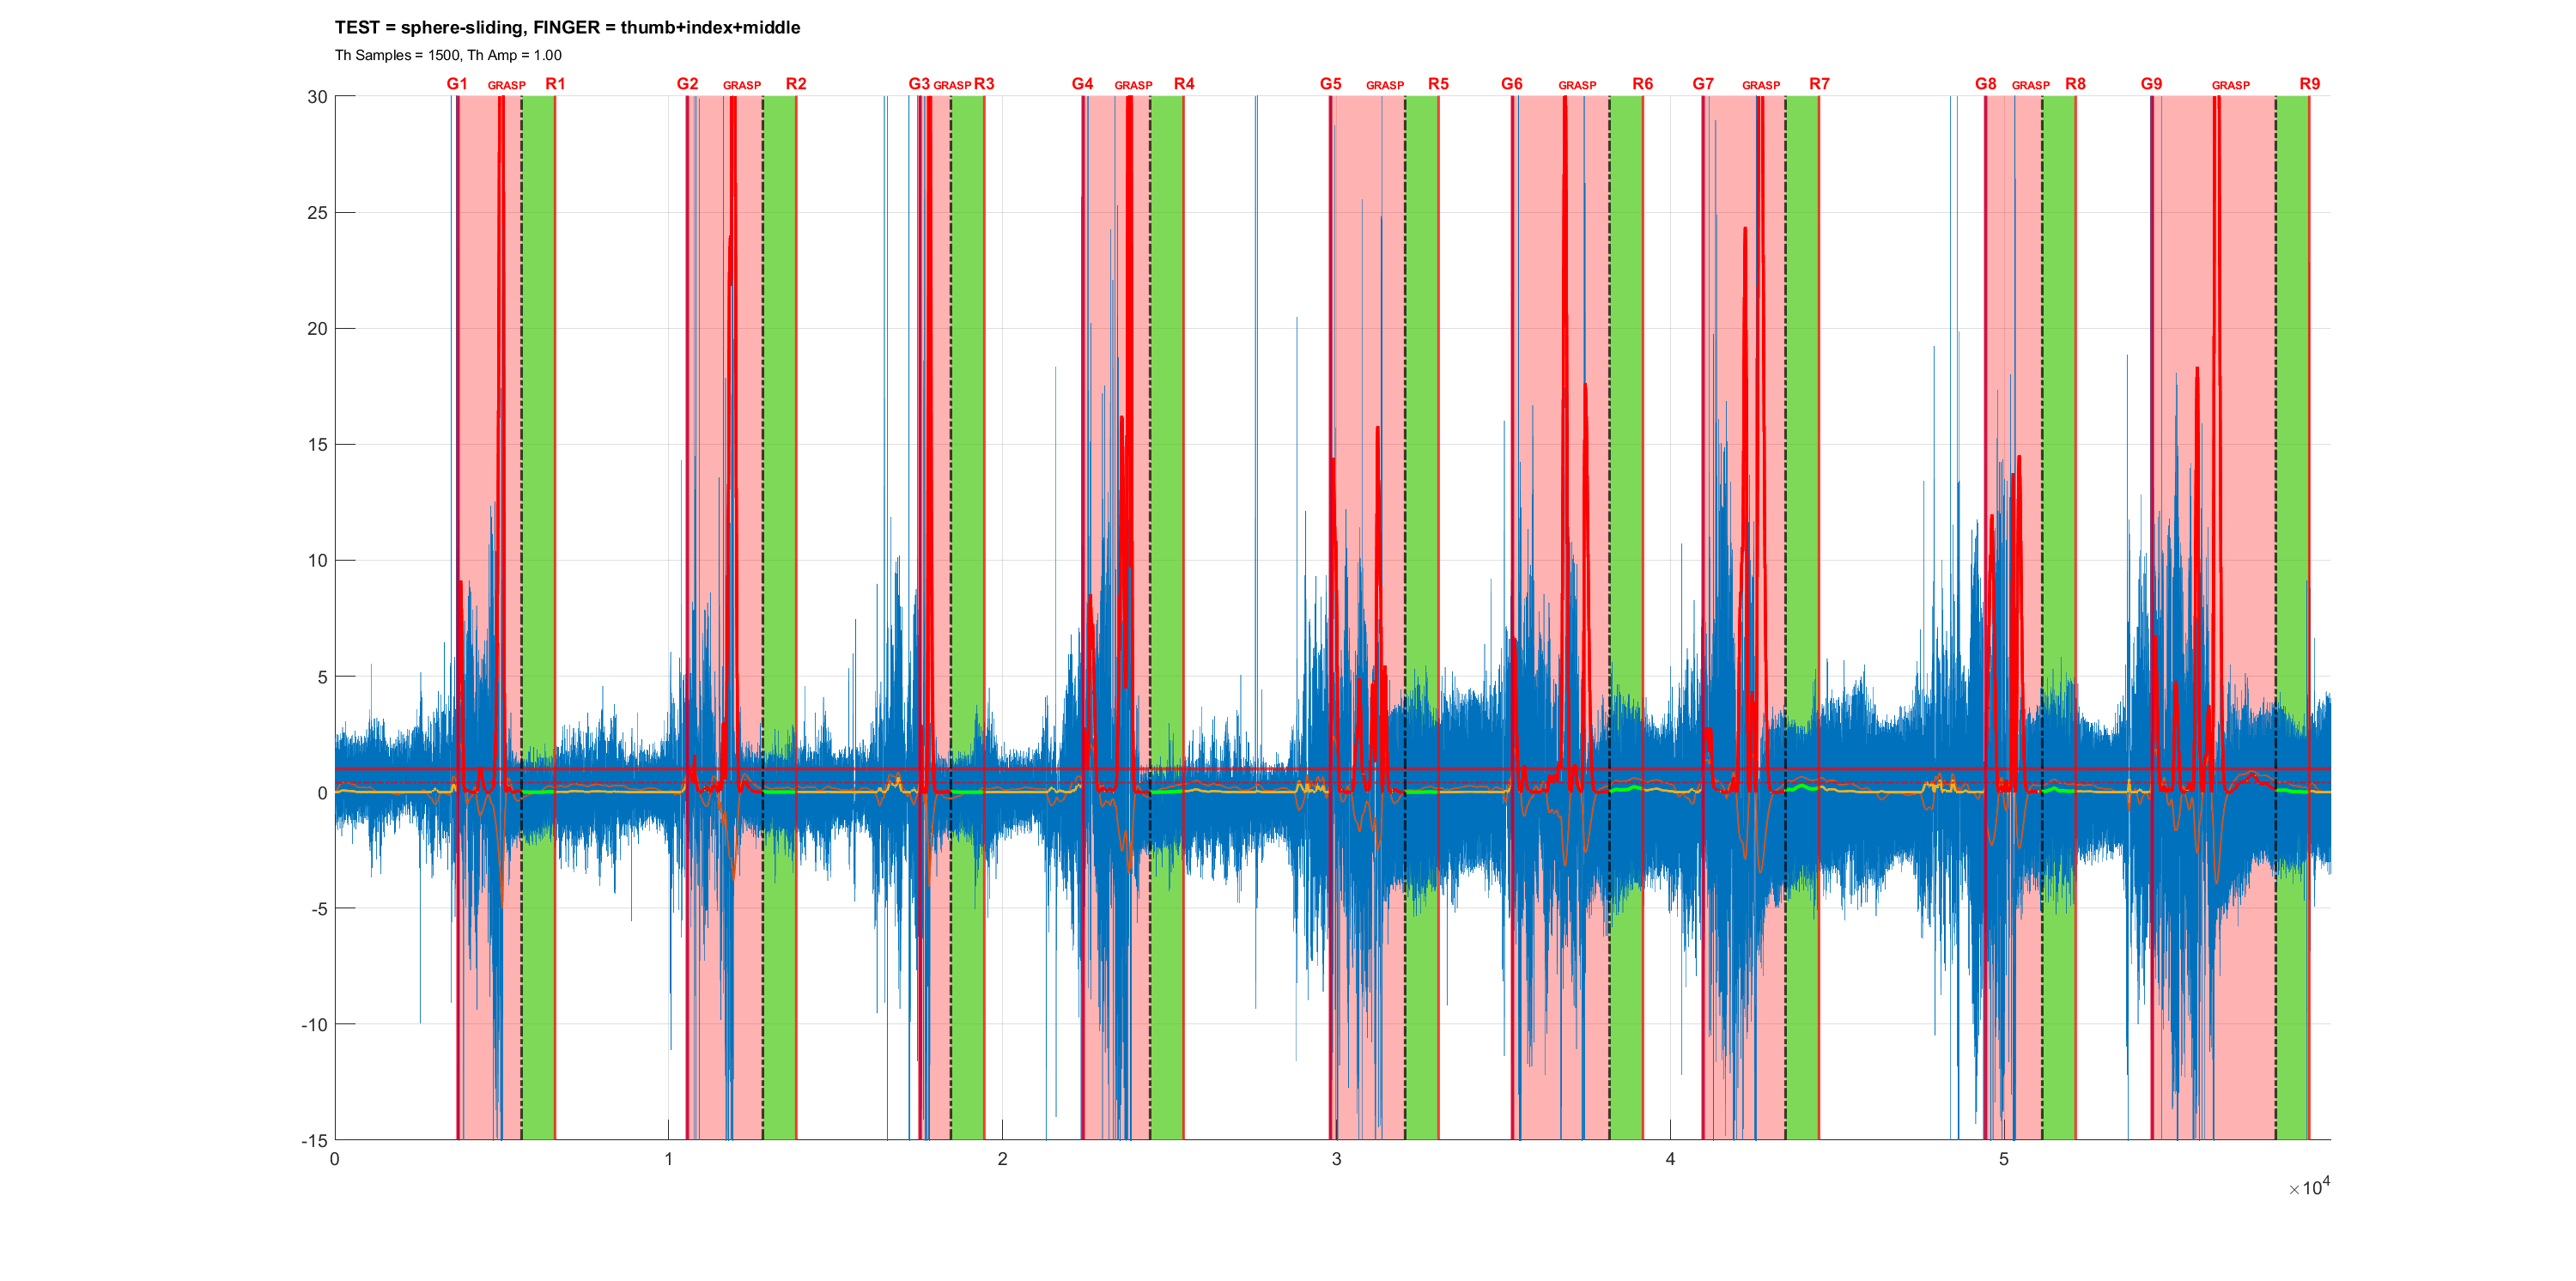 TEST = sphere-sliding, FINGER = thumb+index+middle
Th Samples = 1500, Th Amp = 1.00
G1 GRASP R1 G2 GRASP R2 G3 GRASP R3 G4 GRASP R4 G5 GRASP R5 G6 GRASP R6 G7 GRASP R7 G8 GRASP R8 G9 GRASP R9
30
25
20
15
10
5
0
-5
-10
-15
0 1 2 3 4 5
×10⁴